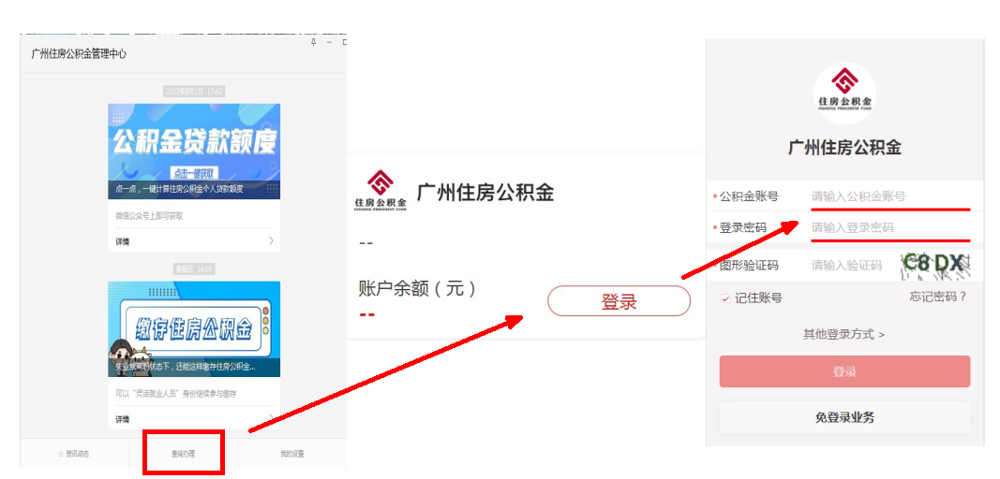 广州住房公积金管理中心
2022年8月2日 17:42
公积金贷款额度
点击一键获取
点一点，一键计算住房公积金个人贷款额度
微信公众号上即可获取
详情
星期五 16:05
缴存住房公积金
失业或离职状态下，还能这样缴存住房公积金...
可以“灵活就业人员”身份继续参与缴存
详情
资讯动态
查询办理
我的设置
住房公积金
HOUSING PROVIDENT FUND
广州住房公积金
--
账户余额（元）
--
登录
住房公积金
HOUSING PROVIDENT FUND
广州住房公积金
*公积金账号 请输入公积金账号
*登录密码 请输入登录密码
*图形验证码 请输入验证码 C8DX
记住账号 忘记密码？
其他登录方式 >
登录
免登录业务